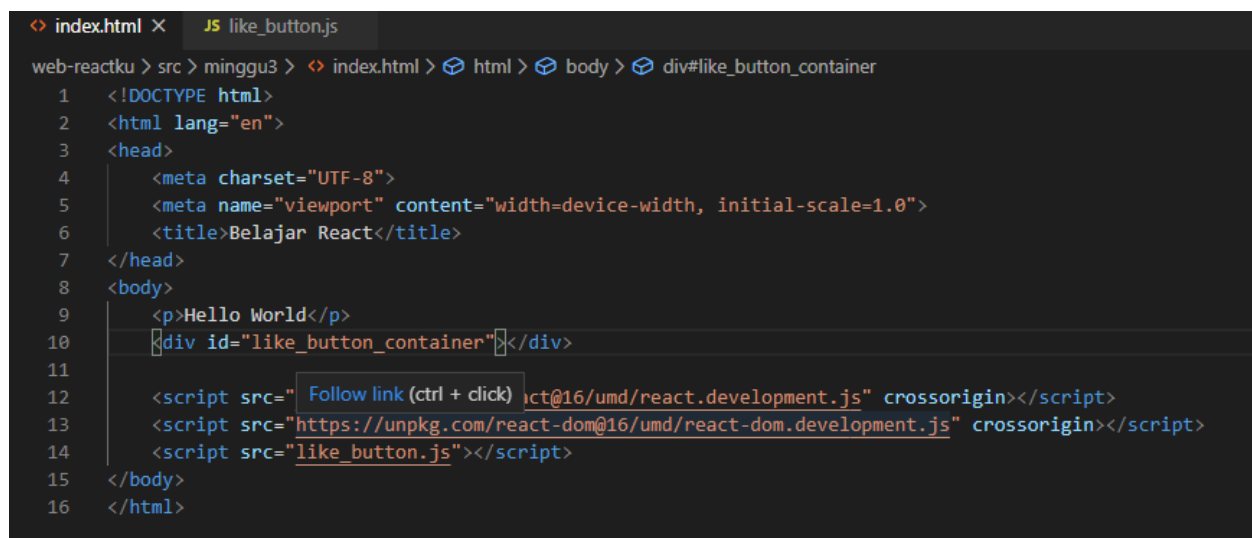 <> index.html × JS like_button.js
web-reactku > src > minggu3 > <> index.html > html > body > div#like_button_container
1 <!DOCTYPE html>
2 <html lang="en">
3 <head>
4 <meta charset="UTF-8">
5 <meta name="viewport" content="width=device-width, initial-scale=1.0">
6 <title>Belajar React</title>
7 </head>
8 <body>
9 <p>Hello World</p>
10 <div id="like_button_container"></div>
11
Follow link (ctrl + click)
12 <script src=" act@16/umd/react.development.js" crossorigin></script>
13 <script src="https://unpkg.com/react-dom@16/umd/react-dom.development.js" crossorigin></script>
14 <script src="like_button.js"></script>
15 </body>
16 </html>